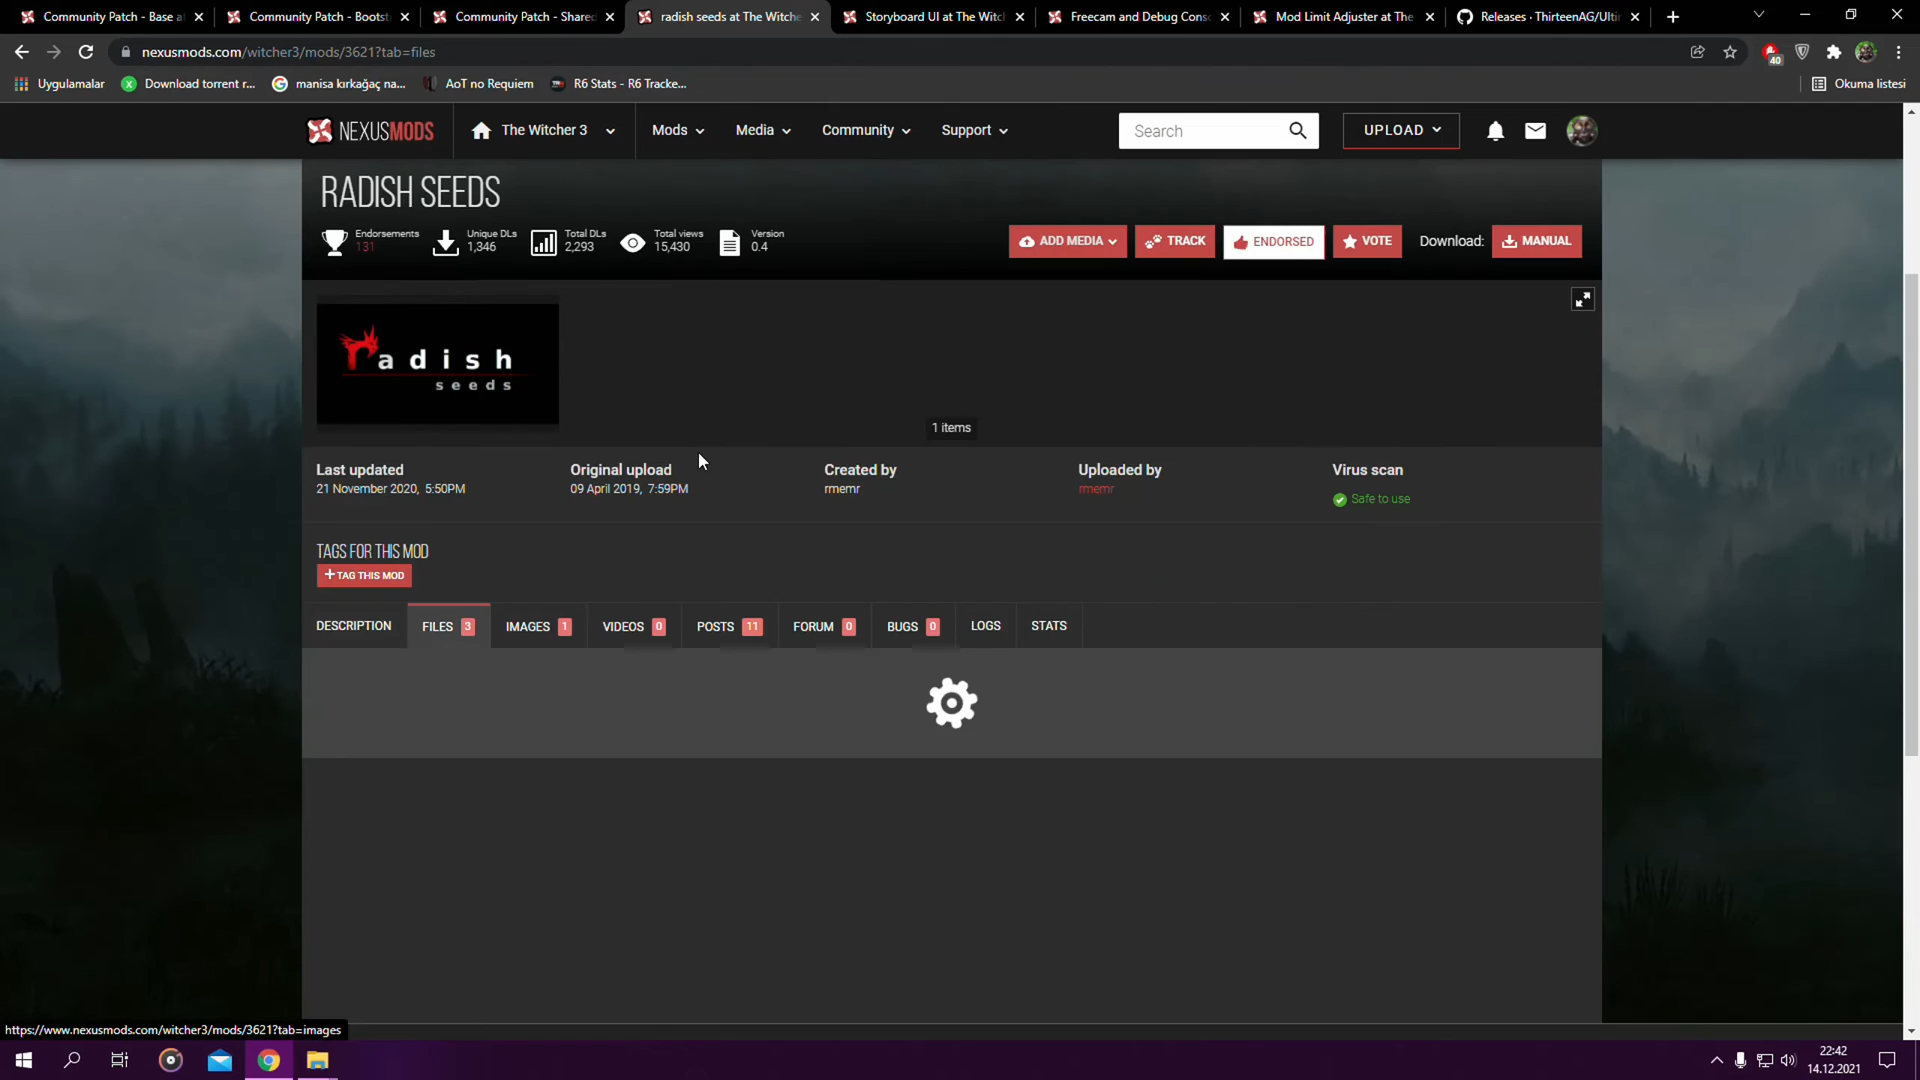 Community Patch - Base a
Community Patch - Bootst
Community Patch - Shared
radish seeds at The Witche
Storyboard UI at The Witc
Freecam and Debug Conso
Mod Limit Adjuster at The
Releases · ThirteenAG/Ulti
nexusmods.com/witcher3/mods/3621?tab=files
40
Uygulamalar
Download torrent r...
manisa kırkağaç na...
AoT no Requiem
R6 Stats - R6 Tracke...
Okuma listesi
NEXUSMODS
The Witcher 3
Mods
Media
Community
Support
Search
UPLOAD
RADISH SEEDS
Endorsements
131
Unique DLs
1,346
Total DLs
2,293
Total views
15,430
Version
0.4
ADD MEDIA
TRACK
ENDORSED
VOTE
Download:
MANUAL
radish
seeds
1 items
Last updated
21 November 2020, 5:50PM
Original upload
09 April 2019, 7:59PM
Created by
rmemr
Uploaded by
rmemr
Virus scan
Safe to use
TAGS FOR THIS MOD
+ TAG THIS MOD
DESCRIPTION
FILES 3
IMAGES 1
VIDEOS 0
POSTS 11
FORUM 0
BUGS 0
LOGS
STATS
https://www.nexusmods.com/witcher3/mods/3621?tab=images
22:42
14.12.2021